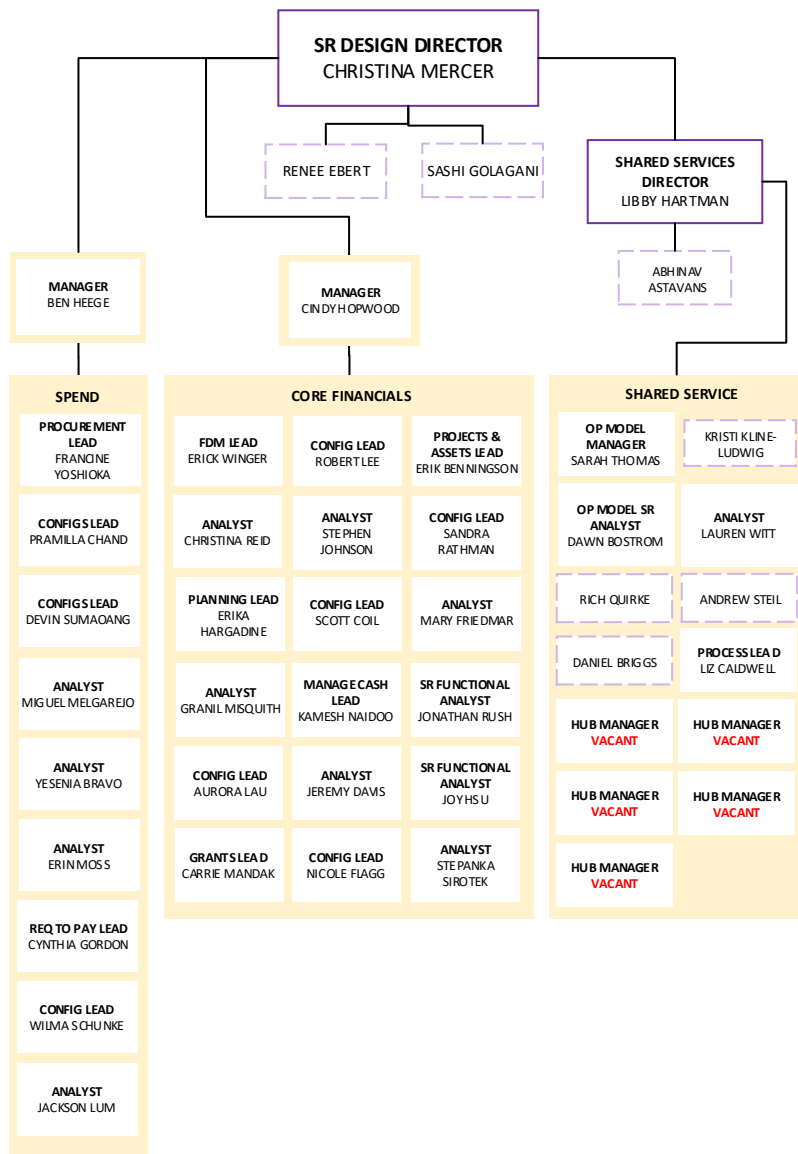 SR DESIGN DIRECTOR
CHRISTINA MERCER
RENEE EBERT
SASHI GOLAGANI
SHARED SERVICES
DIRECTOR
LIBBY HARTMAN
ABHINAV
ASTAVANS
MANAGER
BEN HEEGE
MANAGER
CINDY HOPWOOD
SPEND
PROCUREMENT
LEAD
FRANCINE
YOSHIOKA
CONFIGS LEAD
PRAMILLA CHAND
CONFIGS LEAD
DEVIN SUMAOANG
ANALYST
MIGUEL MELGAREJO
ANALYST
YESENIA BRAVO
ANALYST
ERIN MOSS
REQ TO PAY LEAD
CYNTHIA GORDON
CONFIG LEAD
WILMA SCHUNKE
ANALYST
JACKSON LUM
CORE FINANCIALS
FDM LEAD
ERICK WINGER
CONFIG LEAD
ROBERT LEE
PROJECTS &
ASSETS LEAD
ERIK BENNINGSON
ANALYST
CHRISTINA REID
ANALYST
STEPHEN
JOHNSON
CONFIG LEAD
SANDRA
RATHMAN
PLANNING LEAD
ERIKA
HARGADINE
CONFIG LEAD
SCOTT COIL
ANALYST
MARY FRIEDMAR
ANALYST
GRANIL MISQUITH
MANAGE CASH
LEAD
KAMESH NAIDOO
SR FUNCTIONAL
ANALYST
JONATHAN RUSH
CONFIG LEAD
AURORA LAU
ANALYST
JEREMY DAVIS
SR FUNCTIONAL
ANALYST
JOY HSU
GRANTS LEAD
CARRIE MANDAK
CONFIG LEAD
NICOLE FLAGG
ANALYST
STEPANKA
SIROTEK
SHARED SERVICE
OP MODEL
MANAGER
SARAH THOMAS
KRISTI KLINE-
LUDWIG
OP MODEL SR
ANALYST
DAWN BOSTROM
ANALYST
LAUREN WITT
RICH QUIRKE
ANDREW STEIL
DANIEL BRIGGS
PROCESS LEAD
LIZ CALDWELL
HUB MANAGER
VACANT
HUB MANAGER
VACANT
HUB MANAGER
VACANT
HUB MANAGER
VACANT
HUB MANAGER
VACANT